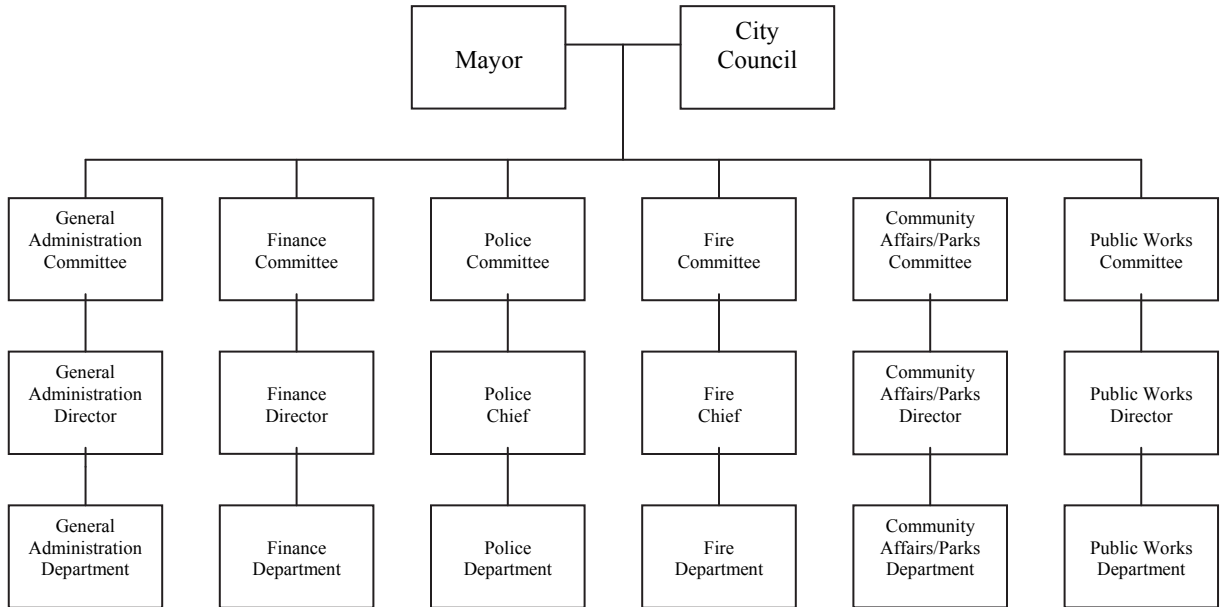 Mayor
City
Council
General
Administration
Committee
Finance
Committee
Police
Committee
Fire
Committee
Community
Affairs/Parks
Committee
Public Works
Committee
General
Administration
Director
Finance
Director
Police
Chief
Fire
Chief
Community
Affairs/Parks
Director
Public Works
Director
General
Administration
Department
Finance
Department
Police
Department
Fire
Department
Community
Affairs/Parks
Department
Public Works
Department